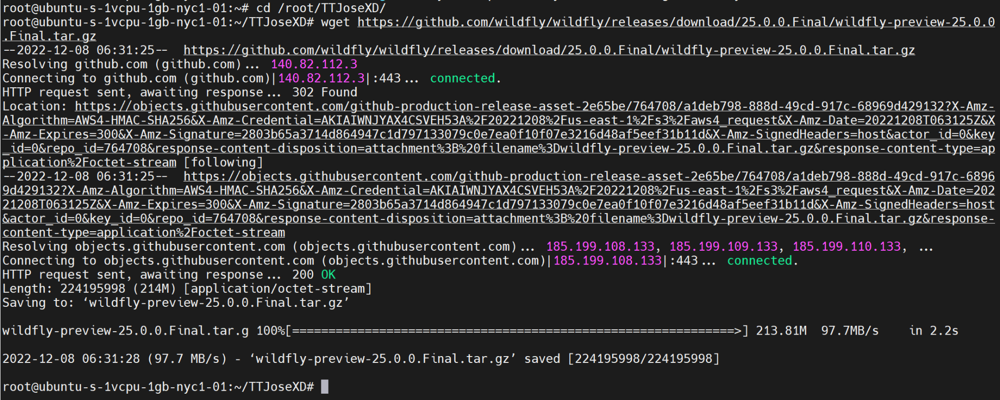 root@ubuntu-s-1vcpu-1gb-nyc1-01:~# cd /root/TTJoseXD/
root@ubuntu-s-1vcpu-1gb-nyc1-01:~/TTJoseXD# wget https://github.com/wildfly/wildfly/releases/download/25.0.0.Final/wildfly-preview-25.0.0
.Final.tar.gz
--2022-12-08 06:31:25--  https://github.com/wildfly/wildfly/releases/download/25.0.0.Final/wildfly-preview-25.0.0.Final.tar.gz
Resolving github.com (github.com)... 140.82.112.3
Connecting to github.com (github.com)|140.82.112.3|:443... connected.
HTTP request sent, awaiting response... 302 Found
Location: https://objects.githubusercontent.com/github-production-release-asset-2e65be/764708/a1deb798-888d-49cd-917c-68969d429132?X-Amz-
Algorithm=AWS4-HMAC-SHA256&X-Amz-Credential=AKIAIWNJYAX4CSVEH53A%2F20221208%2Fus-east-1%2Fs3%2Faws4_request&X-Amz-Date=20221208T063125Z&X
-Amz-Expires=300&X-Amz-Signature=2803b65a3714d864947c1d797133079c0e7ea0f10f07e3216d48af5eef31b11d&X-Amz-SignedHeaders=host&actor_id=0&key
_id=0&repo_id=764708&response-content-disposition=attachment%3B%20filename%3Dwildfly-preview-25.0.0.Final.tar.gz&response-content-type=ap
plication%2Foctet-stream [following]
--2022-12-08 06:31:25--  https://objects.githubusercontent.com/github-production-release-asset-2e65be/764708/a1deb798-888d-49cd-917c-6896
9d429132?X-Amz-Algorithm=AWS4-HMAC-SHA256&X-Amz-Credential=AKIAIWNJYAX4CSVEH53A%2F20221208%2Fus-east-1%2Fs3%2Faws4_request&X-Amz-Date=202
21208T063125Z&X-Amz-Expires=300&X-Amz-Signature=2803b65a3714d864947c1d797133079c0e7ea0f10f07e3216d48af5eef31b11d&X-Amz-SignedHeaders=host
&actor_id=0&key_id=0&repo_id=764708&response-content-disposition=attachment%3B%20filename%3Dwildfly-preview-25.0.0.Final.tar.gz&response-
content-type=application%2Foctet-stream
Resolving objects.githubusercontent.com (objects.githubusercontent.com)... 185.199.108.133, 185.199.109.133, 185.199.110.133, ...
Connecting to objects.githubusercontent.com (objects.githubusercontent.com)|185.199.108.133|:443... connected.
HTTP request sent, awaiting response... 200 OK
Length: 224195998 (214M) [application/octet-stream]
Saving to: ‘wildfly-preview-25.0.0.Final.tar.gz’
wildfly-preview-25.0.0.Final.tar.g 100%[=============================================================>] 213.81M  97.7MB/s    in 2.2s
2022-12-08 06:31:28 (97.7 MB/s) - ‘wildfly-preview-25.0.0.Final.tar.gz’ saved [224195998/224195998]
root@ubuntu-s-1vcpu-1gb-nyc1-01:~/TTJoseXD#